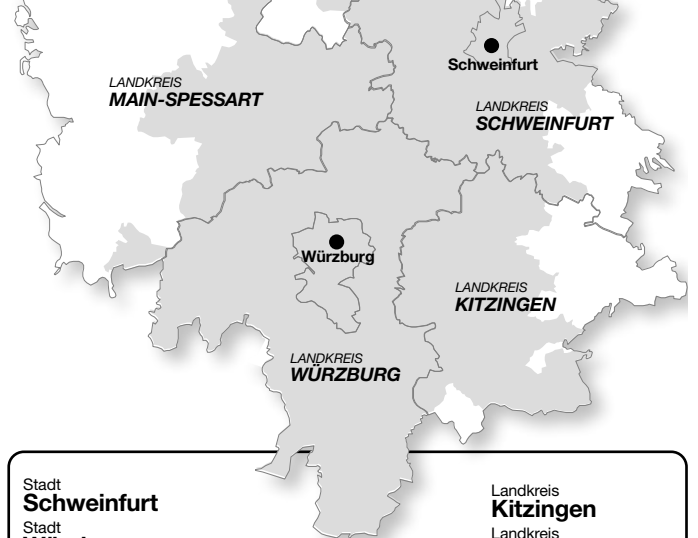 Schweinfurt
LANDKREIS
MAIN-SPESSART
LANDKREIS
SCHWEINFURT
Würzburg
LANDKREIS
KITZINGEN
LANDKREIS
WÜRZBURG
Stadt
Schweinfurt
Stadt
Landkreis
Kitzingen
Landkreis